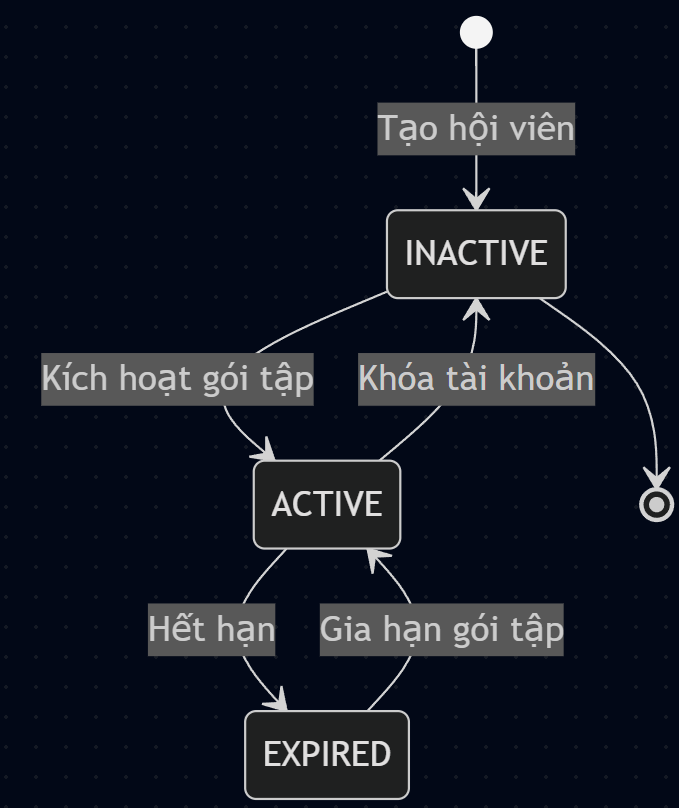 Tạo hội viên
INACTIVE
Kích hoạt gói tập
Khóa tài khoản
ACTIVE
Hết hạn
Gia hạn gói tập
EXPIRED